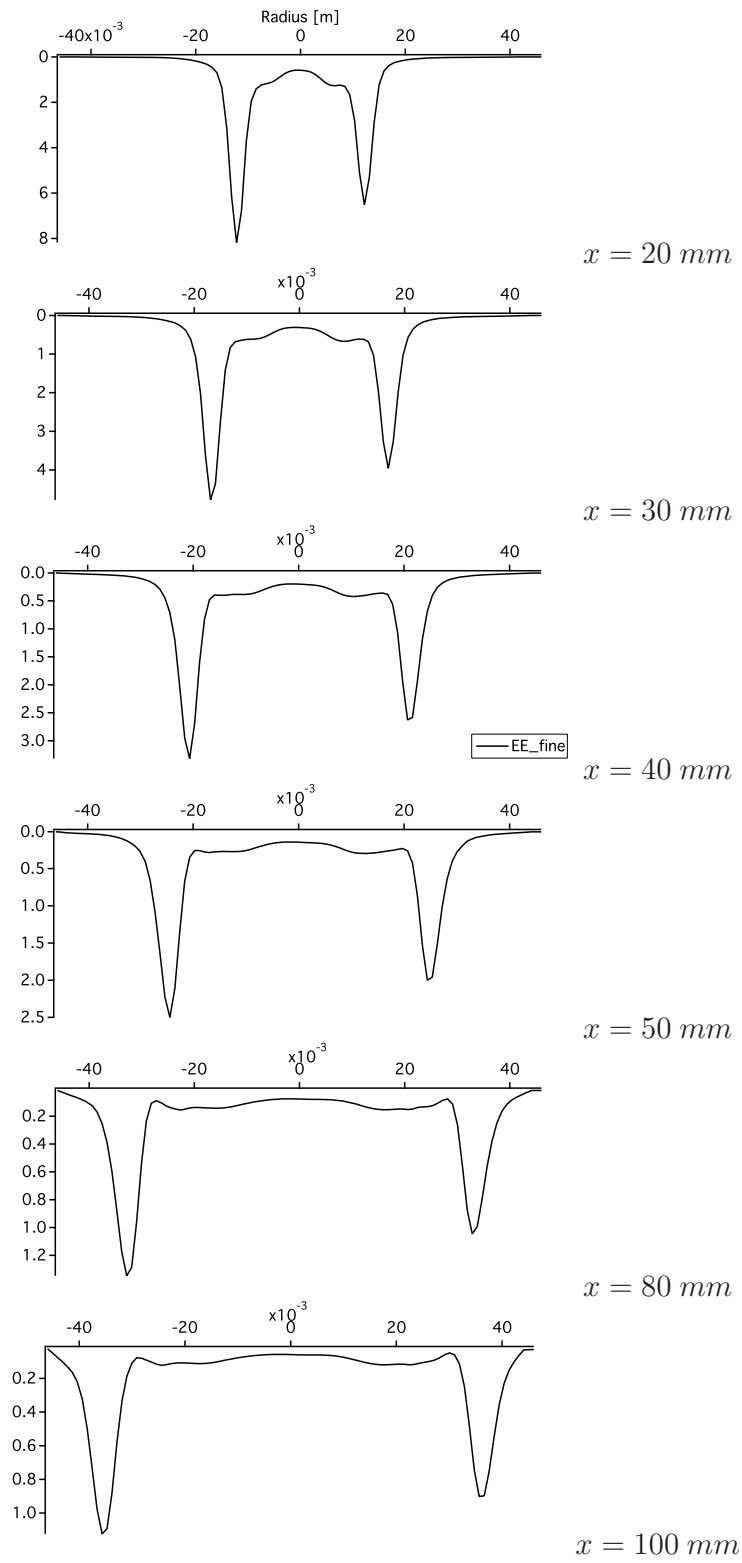 Radius [m]
-40x10-3 -20 0 20 40
0
2
4
6
8
x = 20 mm
x10-3
-40 -20 0 20 40
0
1
2
3
4
x = 30 mm
x10-3
-40 -20 0 20 40
0.0
0.5
1.0
1.5
2.0
2.5
3.0
EE_fine
x = 40 mm
x10-3
-40 -20 0 20 40
0.0
0.5
1.0
1.5
2.0
2.5
x = 50 mm
x10-3
-40 -20 0 20 40
0.2
0.4
0.6
0.8
1.0
1.2
x = 80 mm
x10-3
-40 -20 0 20 40
0.2
0.4
0.6
0.8
1.0
x = 100 mm